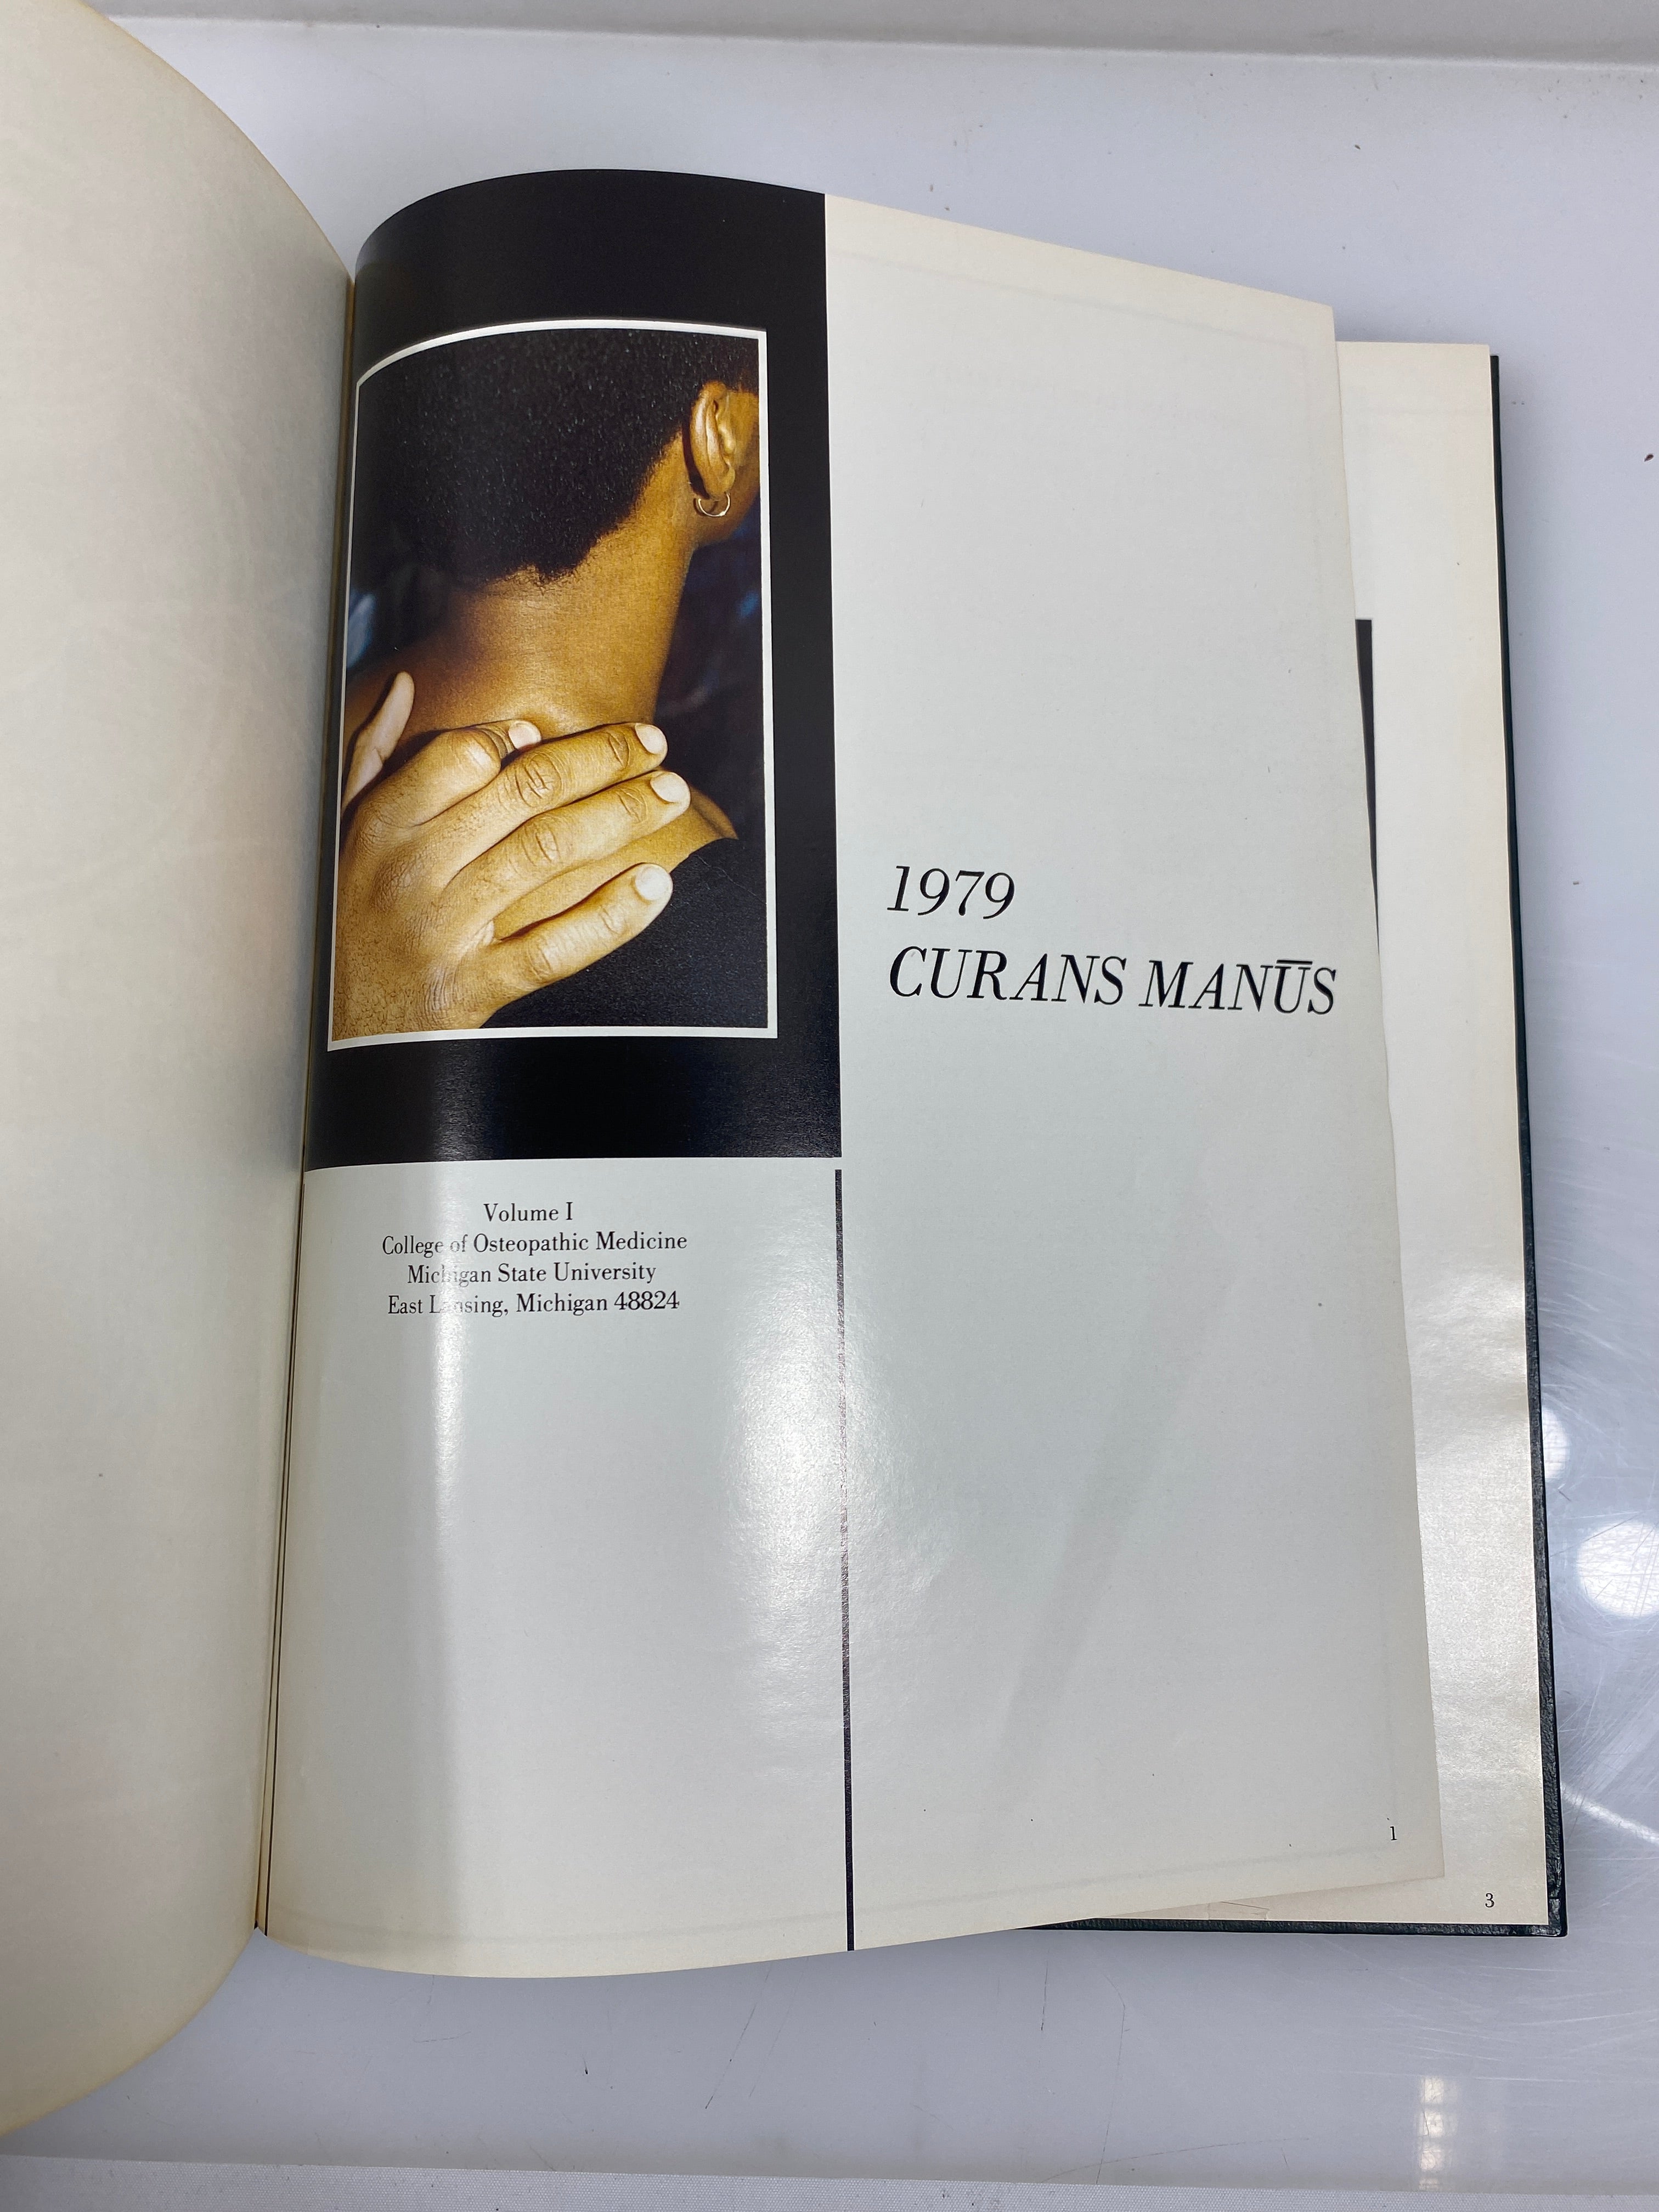 1979
CURANS MANŪS
Volume I
College of Osteopathic Medicine
Michigan State University
East Lansing, Michigan 48824
1
3